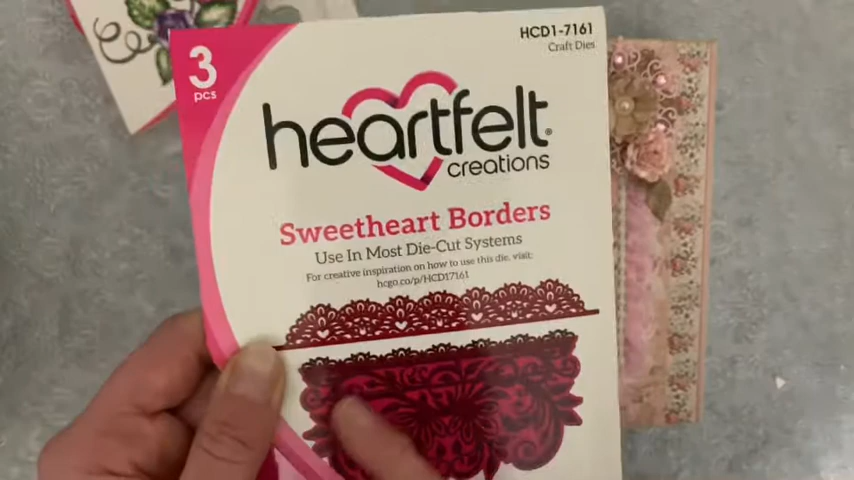 HCD1-7161
Craft Dies
3
pcs
heartfelt®
creations
Sweetheart Borders
Use In Most Die-Cut Systems
For creative inspiration on how to use this die, visit:
hcgo.co/p/HCD17161